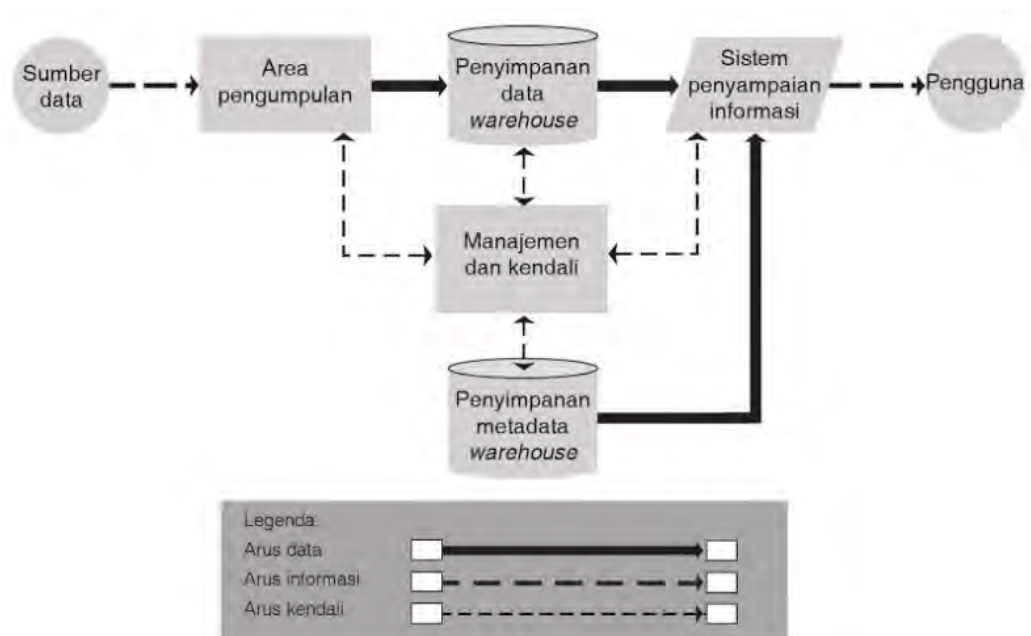 Sumber
data
Area
pengumpulan
Penyimpanan
data
warehouse
Sistem
penyampaian
informasi
Pengguna
Manajemen
dan kendali
Penyimpanan
metadata
warehouse
Legenda:
Arus data
Arus informasi
Arus kendali